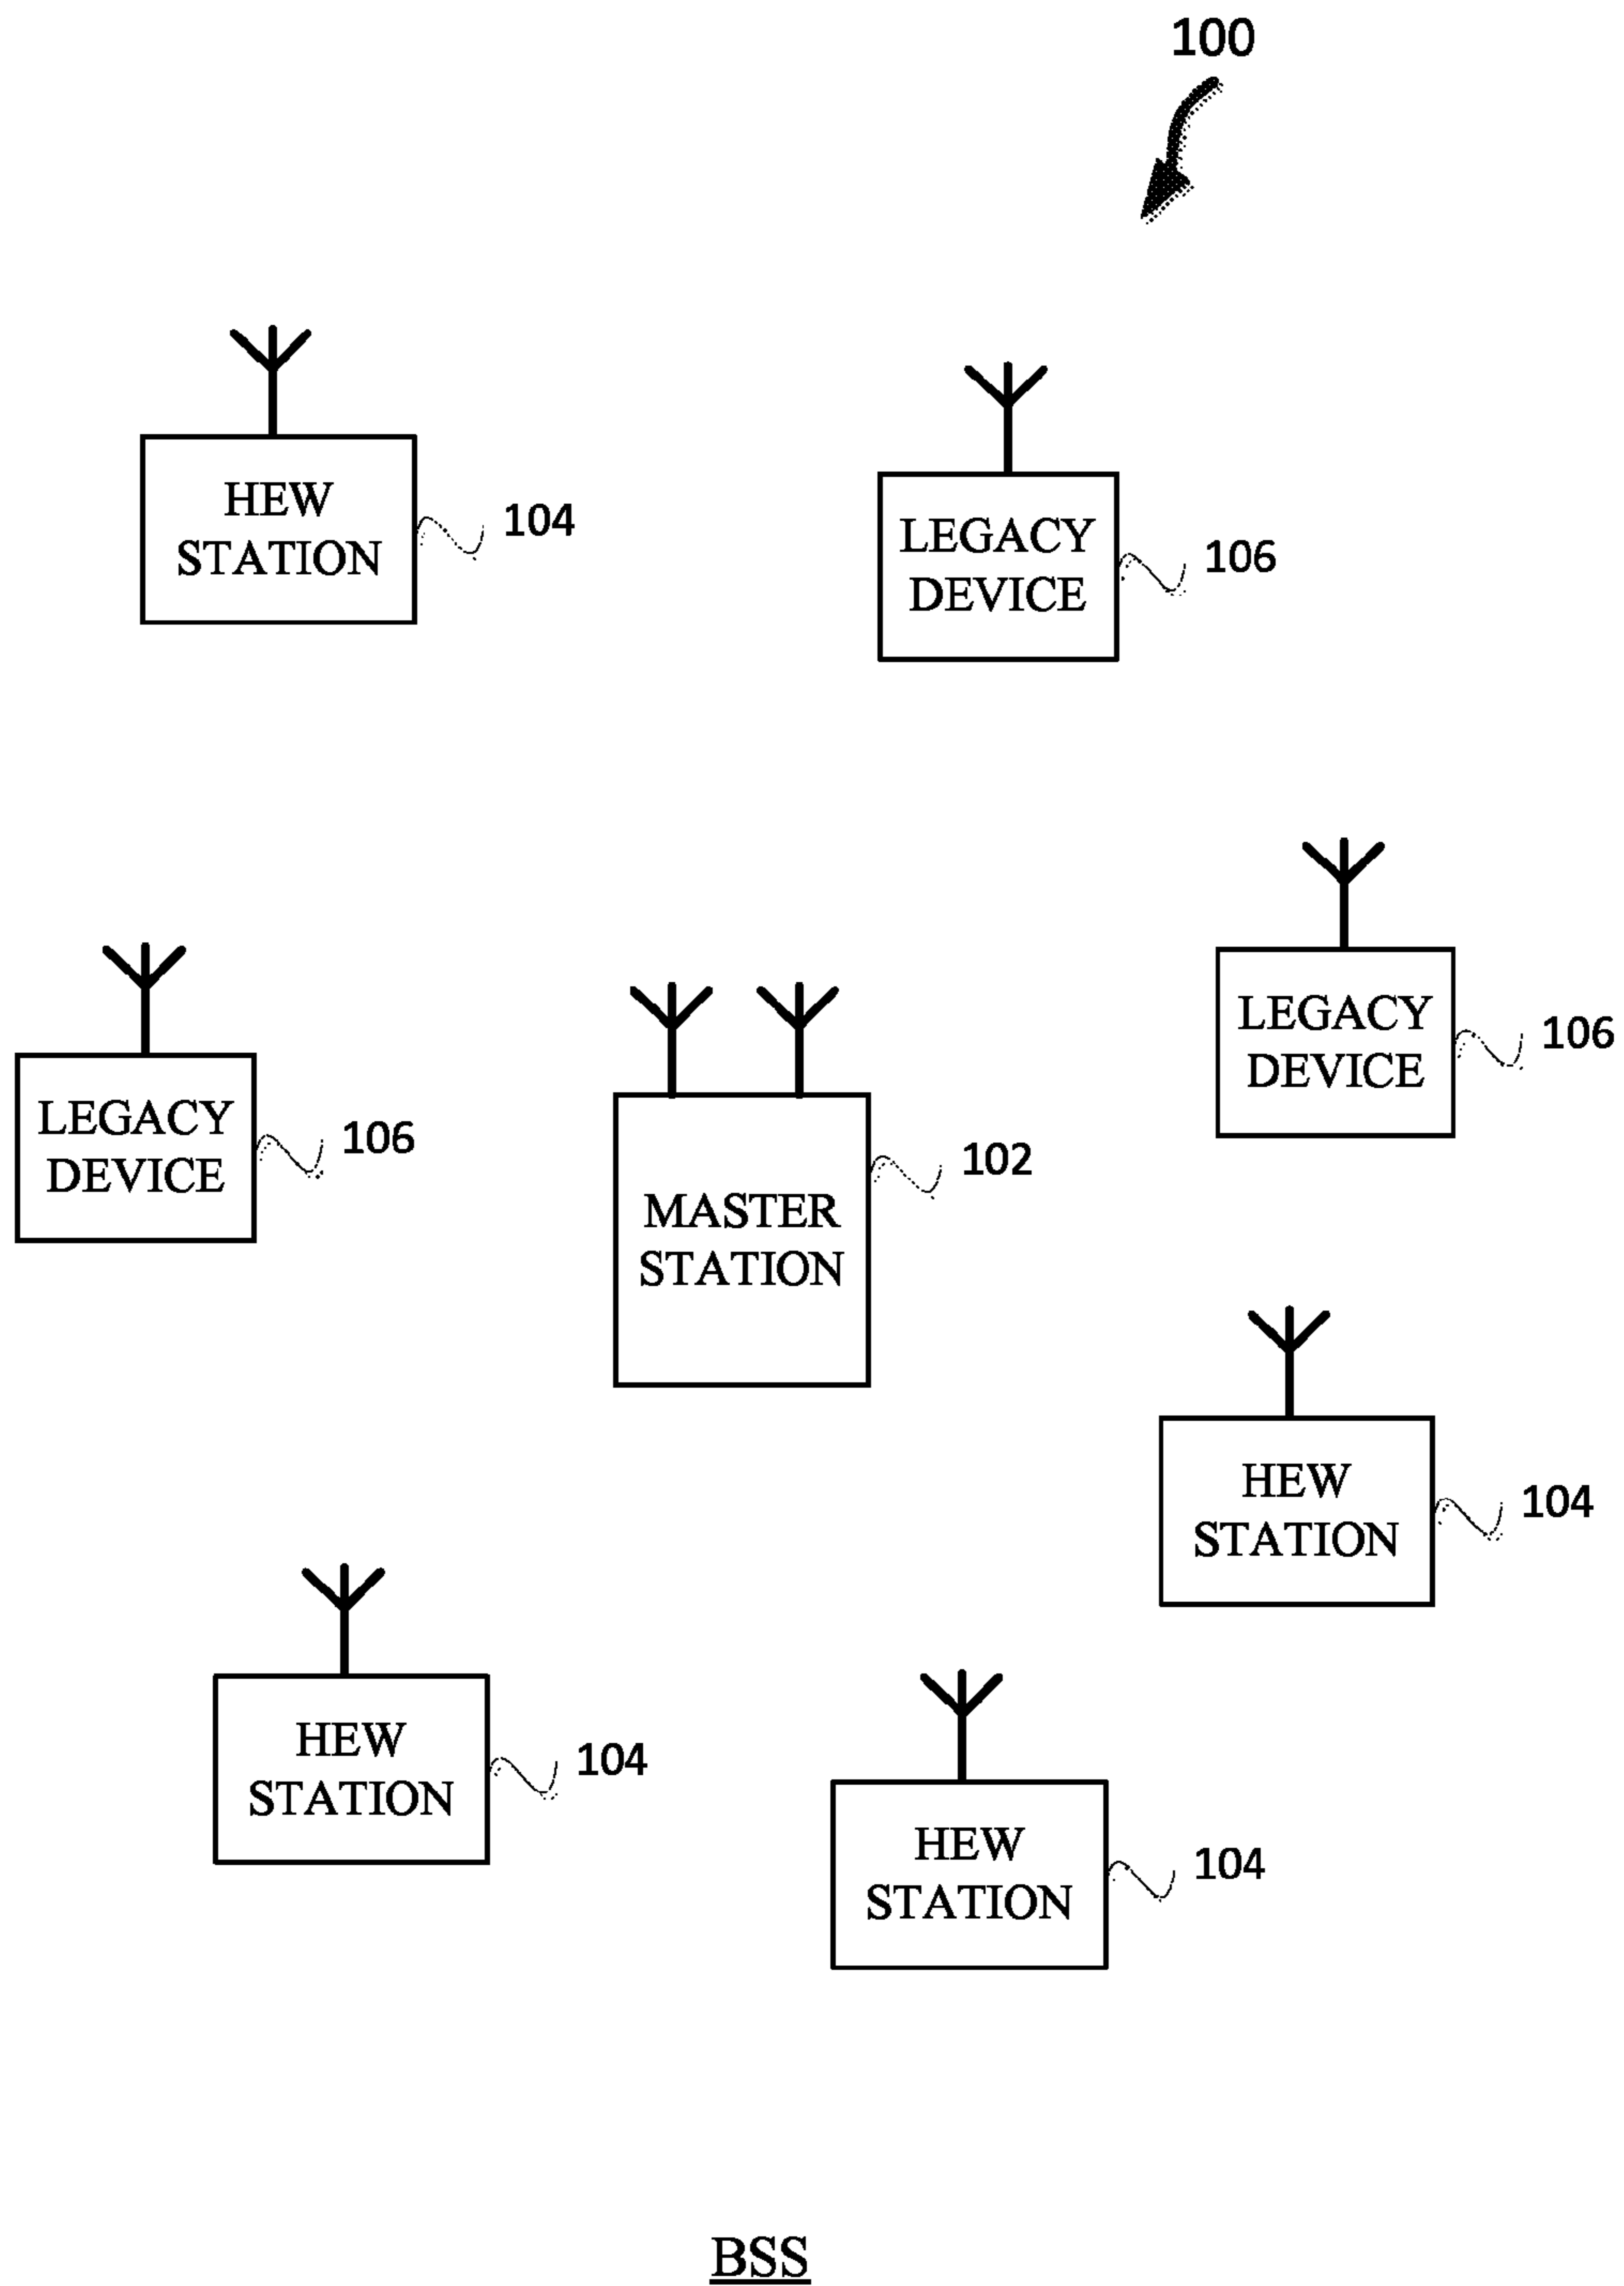 100
HEW
STATION
104
LEGACY
DEVICE
106
LEGACY
DEVICE
106
LEGACY
DEVICE
106
MASTER
STATION
102
HEW
STATION
104
HEW
STATION
104
HEW
STATION
104
BSS